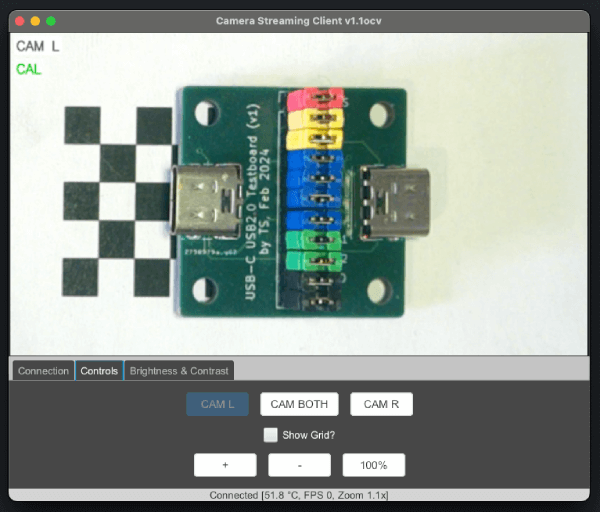 Camera Streaming Client v1.1ocv
CAM L
CAL
USB-C USB2.0 Testboard (v1)
by TS, Feb 2024
Connection
Controls
Brightness & Contrast
CAM L
CAM BOTH
CAM R
Show Grid?
+
-
100%
Connected [51.8 °C, FPS 0, Zoom 1.1x]